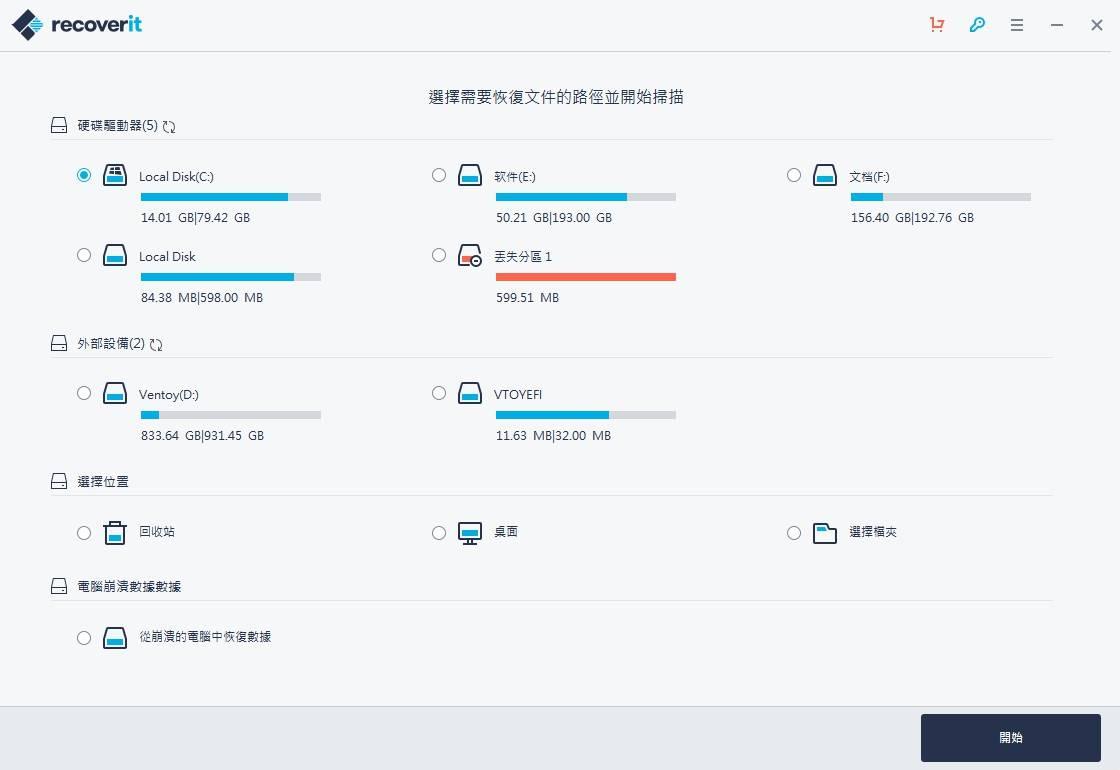 recoverit
選擇需要恢復文件的路徑並開始掃描
硬碟驅動器(5)
Local Disk(C:)
软件(E:)
文档(F:)
14.01 GB|79.42 GB
50.21 GB|193.00 GB
156.40 GB|192.76 GB
Local Disk
丟失分區 1
84.38 MB|598.00 MB
599.51 MB
外部設備(2)
Ventoy(D:)
VTOYEFI
833.64 GB|931.45 GB
11.63 MB|32.00 MB
選擇位置
回收站
桌面
選擇檔夾
電腦崩潰數據數據
從崩潰的電腦中恢復數據
開始